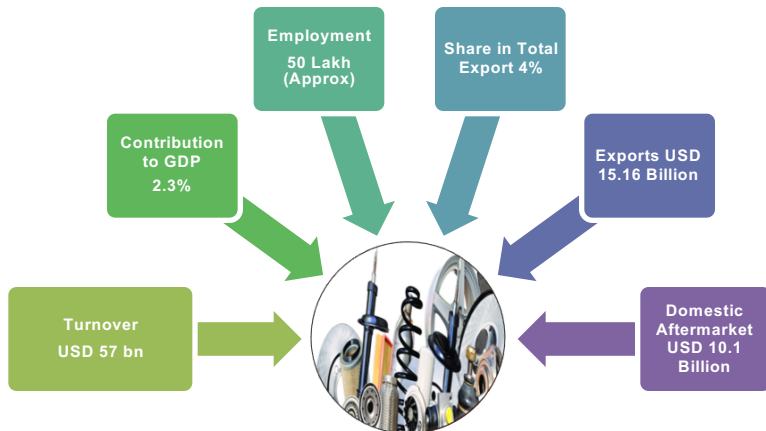 Employment
50 Lakh
(Approx)
Share in Total
Export 4%
Contribution
to GDP
2.3%
Exports USD
15.16 Billion
Turnover
USD 57 bn
Domestic
Aftermarket
USD 10.1
Billion